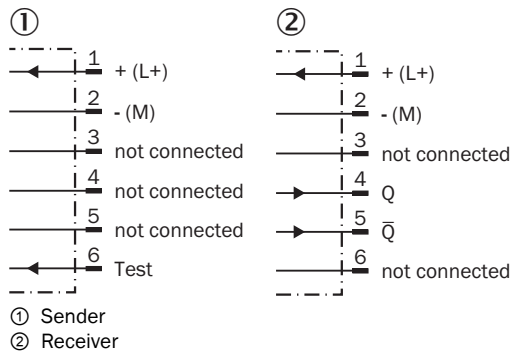 ①
1 + (L+)
2 - (M)
3 not connected
4 not connected
5 not connected
6 Test
②
1 + (L+)
2 - (M)
3 not connected
4 Q
5 Q̅
6 not connected
① Sender
② Receiver